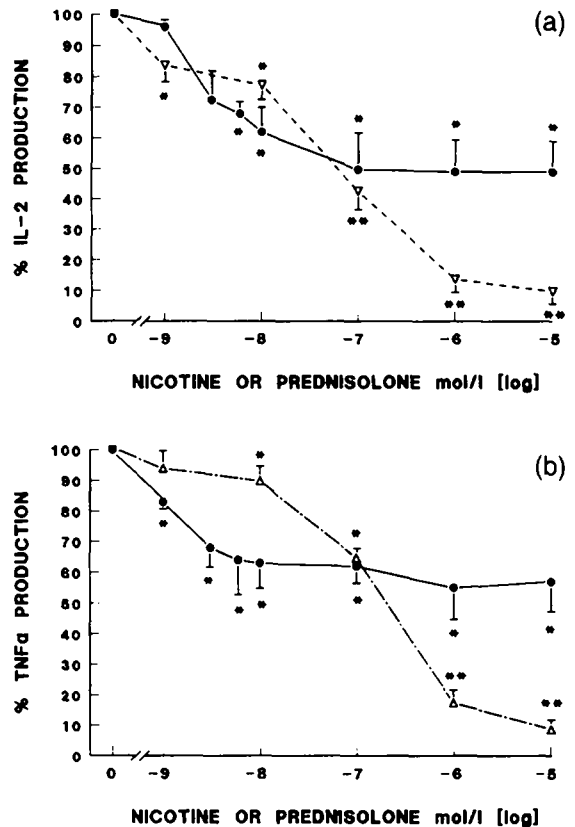 (a)
% IL-2 PRODUCTION
100
90
80
70
60
50
40
30
20
10
0
0 -9 -8 -7 -6 -5
NICOTINE OR PREDNISOLONE mol/l [log]
(b)
% TNFα PRODUCTION
100
90
80
70
60
50
40
30
20
10
0
0 -9 -8 -7 -6 -5
NICOTINE OR PREDNISOLONE mol/l [log]